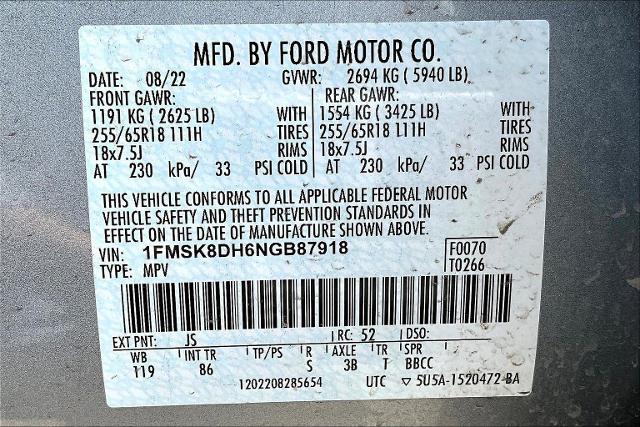 MFD. BY FORD MOTOR CO.
DATE: 08/22 GVWR: 2694 KG ( 5940 LB)
FRONT GAWR: REAR GAWR:
1191 KG ( 2625 LB) WITH 1554 KG ( 3425 LB) WITH
255/65R18 111H TIRES 255/65R18 111H TIRES
18x7.5J RIMS 18x7.5J RIMS
AT 230 kPa/ 33 PSI COLD AT 230 kPa/ 33 PSI COLD
THIS VEHICLE CONFORMS TO ALL APPLICABLE FEDERAL MOTOR
VEHICLE SAFETY AND THEFT PREVENTION STANDARDS IN
EFFECT ON THE DATE OF MANUFACTURE SHOWN ABOVE.
VIN: 1FMSK8DH6NGB87918 F0070
TYPE: MPV T0266
EXT PNT: JS RC: 52 DSO:
WB INT TR TP/PS R AXLE TR SPR
119 86 S 3B T BBCC
1202208285654 UTC ▽ 5U5A-1520472-BA